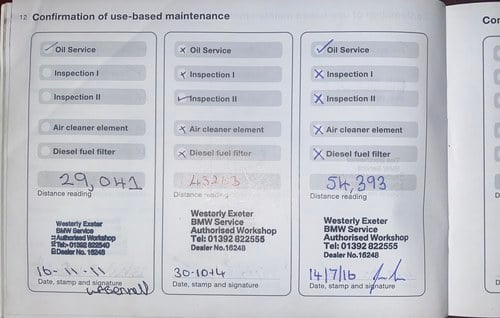 12 Confirmation of use-based maintenance
Oil Service
Inspection I
Inspection II
Air cleaner element
Diesel fuel filter
29,041
Distance reading
Westerly Exeter
BMW Service
Authorised Workshop
Tel: 01392 822540
Dealer No.16248
16-11-11
Date, stamp and signature
Oil Service
Inspection I
Inspection II
Air cleaner element
Diesel fuel filter
Distance reading
Westerly Exeter
BMW Service
Authorised Workshop
Tel: 01392 822555
Dealer No.16248
30-10-14
Date, stamp and signature
Oil Service
Inspection I
Inspection II
Air cleaner element
Diesel fuel filter
54,393
Distance reading
Westerly Exeter
BMW Service
Authorised Workshop
Tel: 01392 822555
Dealer No.16248
14/7/16
Date, stamp and signature
Con